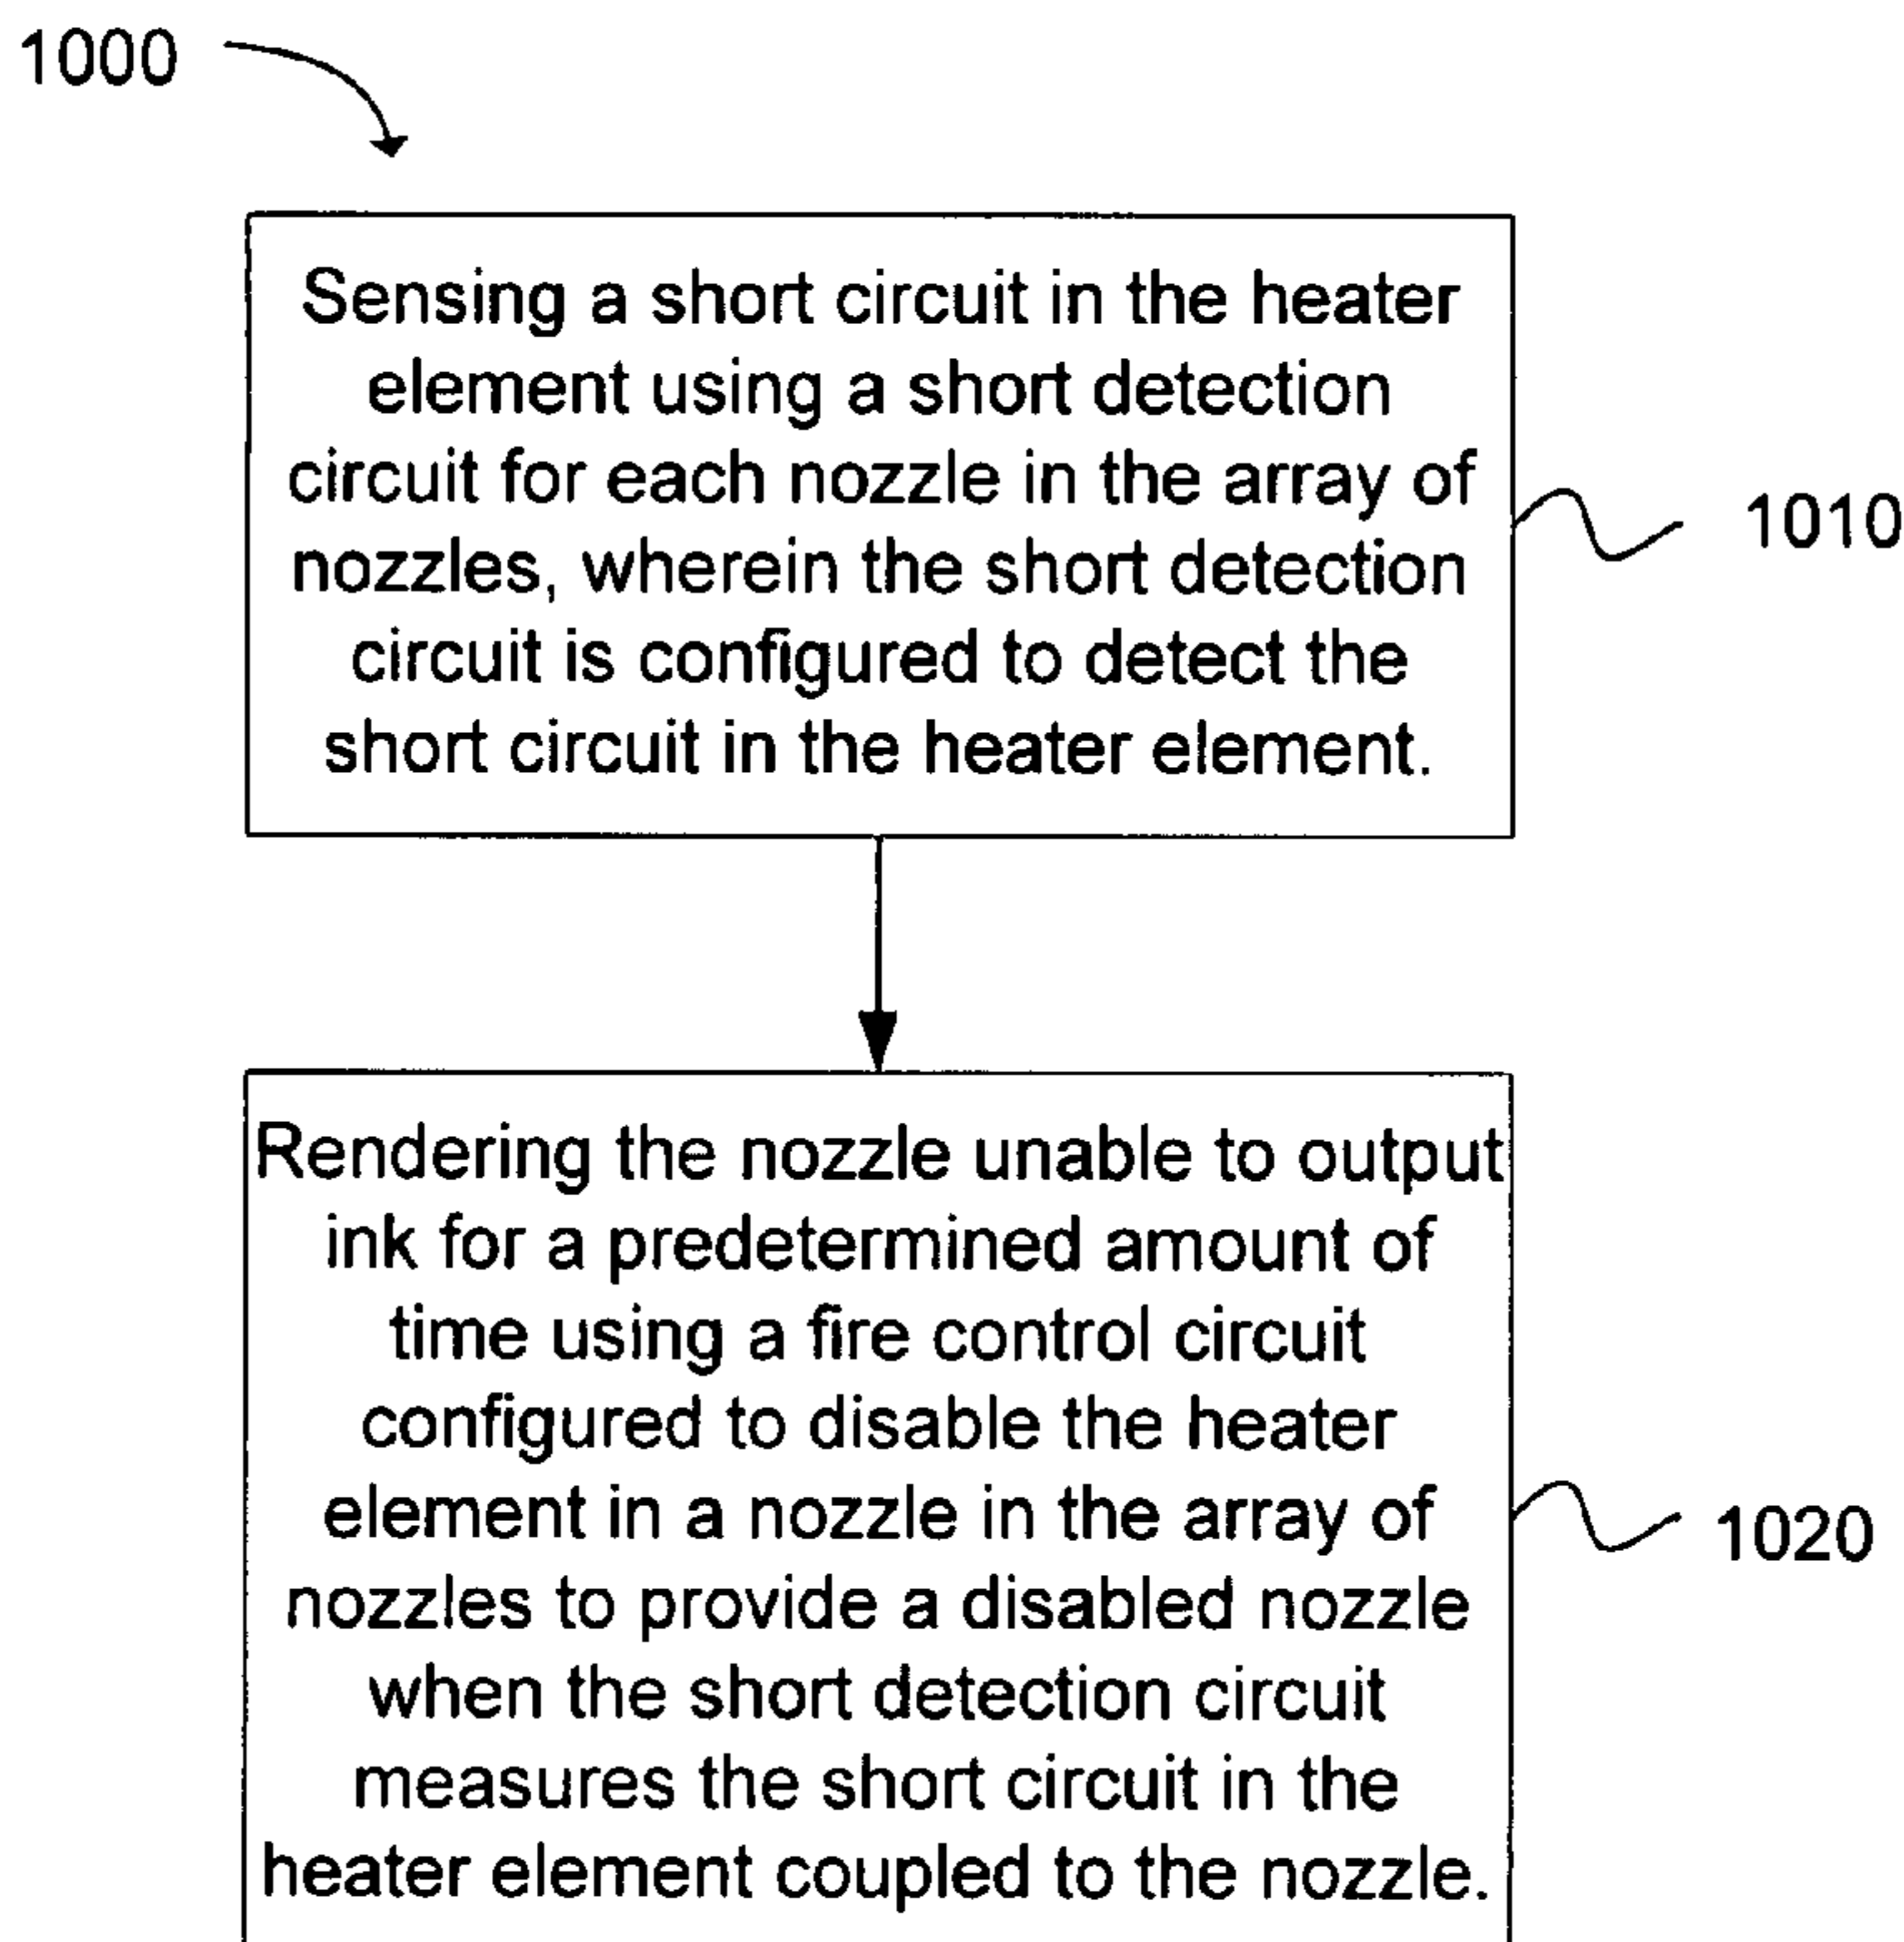 1000
Sensing a short circuit in the heater
element using a short detection
circuit for each nozzle in the array of
nozzles, wherein the short detection
circuit is configured to detect the
short circuit in the heater element.
1010
Rendering the nozzle unable to output
ink for a predetermined amount of
time using a fire control circuit
configured to disable the heater
element in a nozzle in the array of
nozzles to provide a disabled nozzle
when the short detection circuit
measures the short circuit in the
heater element coupled to the nozzle.
1020